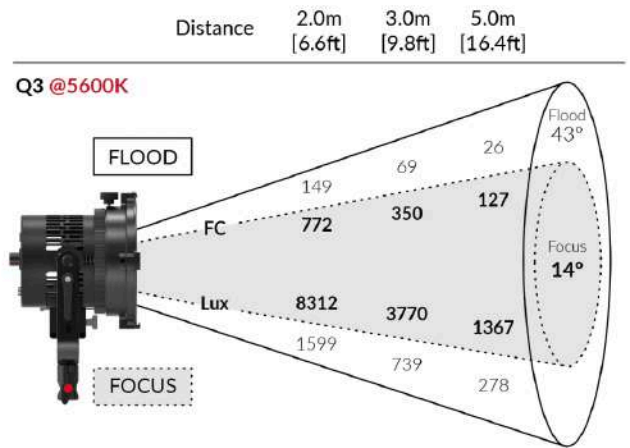 Distance 2.0m 3.0m 5.0m
[6.6ft] [9.8ft] [16.4ft]
Q3 @5600K
Flood
43°
FLOOD
149 69 26
FC 772 350 127
Focus
14°
Lux 8312 3770 1367
1599 739 278
FOCUS